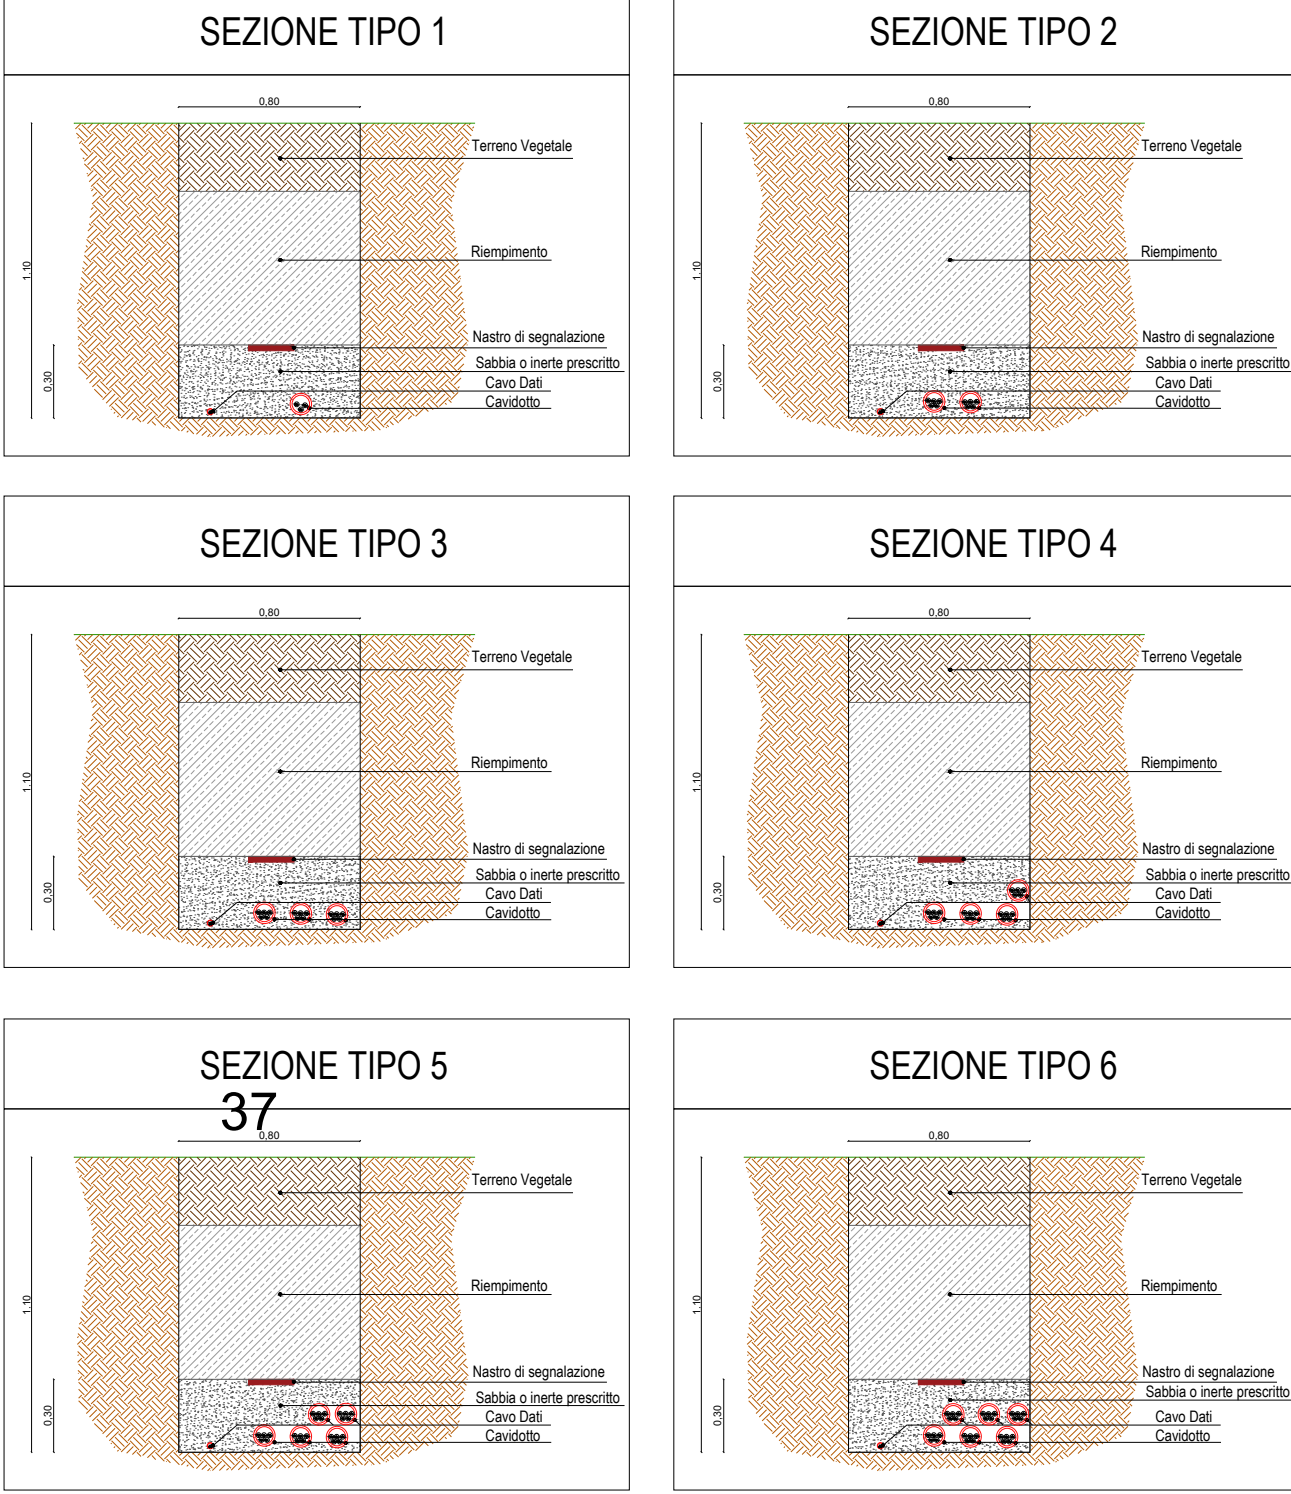 SEZIONE TIPO 1
0,80
Terreno Vegetale
1,10
Riempimento
Nastro di segnalazione
0,30
Sabbia o inerte prescritto
Cavo Dati
Cavidotto
SEZIONE TIPO 2
0,80
Terreno Vegetale
1,10
Riempimento
Nastro di segnalazione
0,30
Sabbia o inerte prescritto
Cavo Dati
Cavidotto
SEZIONE TIPO 3
0,80
Terreno Vegetale
1,10
Riempimento
Nastro di segnalazione
0,30
Sabbia o inerte prescritto
Cavo Dati
Cavidotto
SEZIONE TIPO 4
0,80
Terreno Vegetale
1,10
Riempimento
Nastro di segnalazione
0,30
Sabbia o inerte prescritto
Cavo Dati
Cavidotto
SEZIONE TIPO 5
37
0,80
Terreno Vegetale
1,10
Riempimento
Nastro di segnalazione
0,30
Sabbia o inerte prescritto
Cavo Dati
Cavidotto
SEZIONE TIPO 6
0,80
Terreno Vegetale
1,10
Riempimento
Nastro di segnalazione
0,30
Sabbia o inerte prescritto
Cavo Dati
Cavidotto